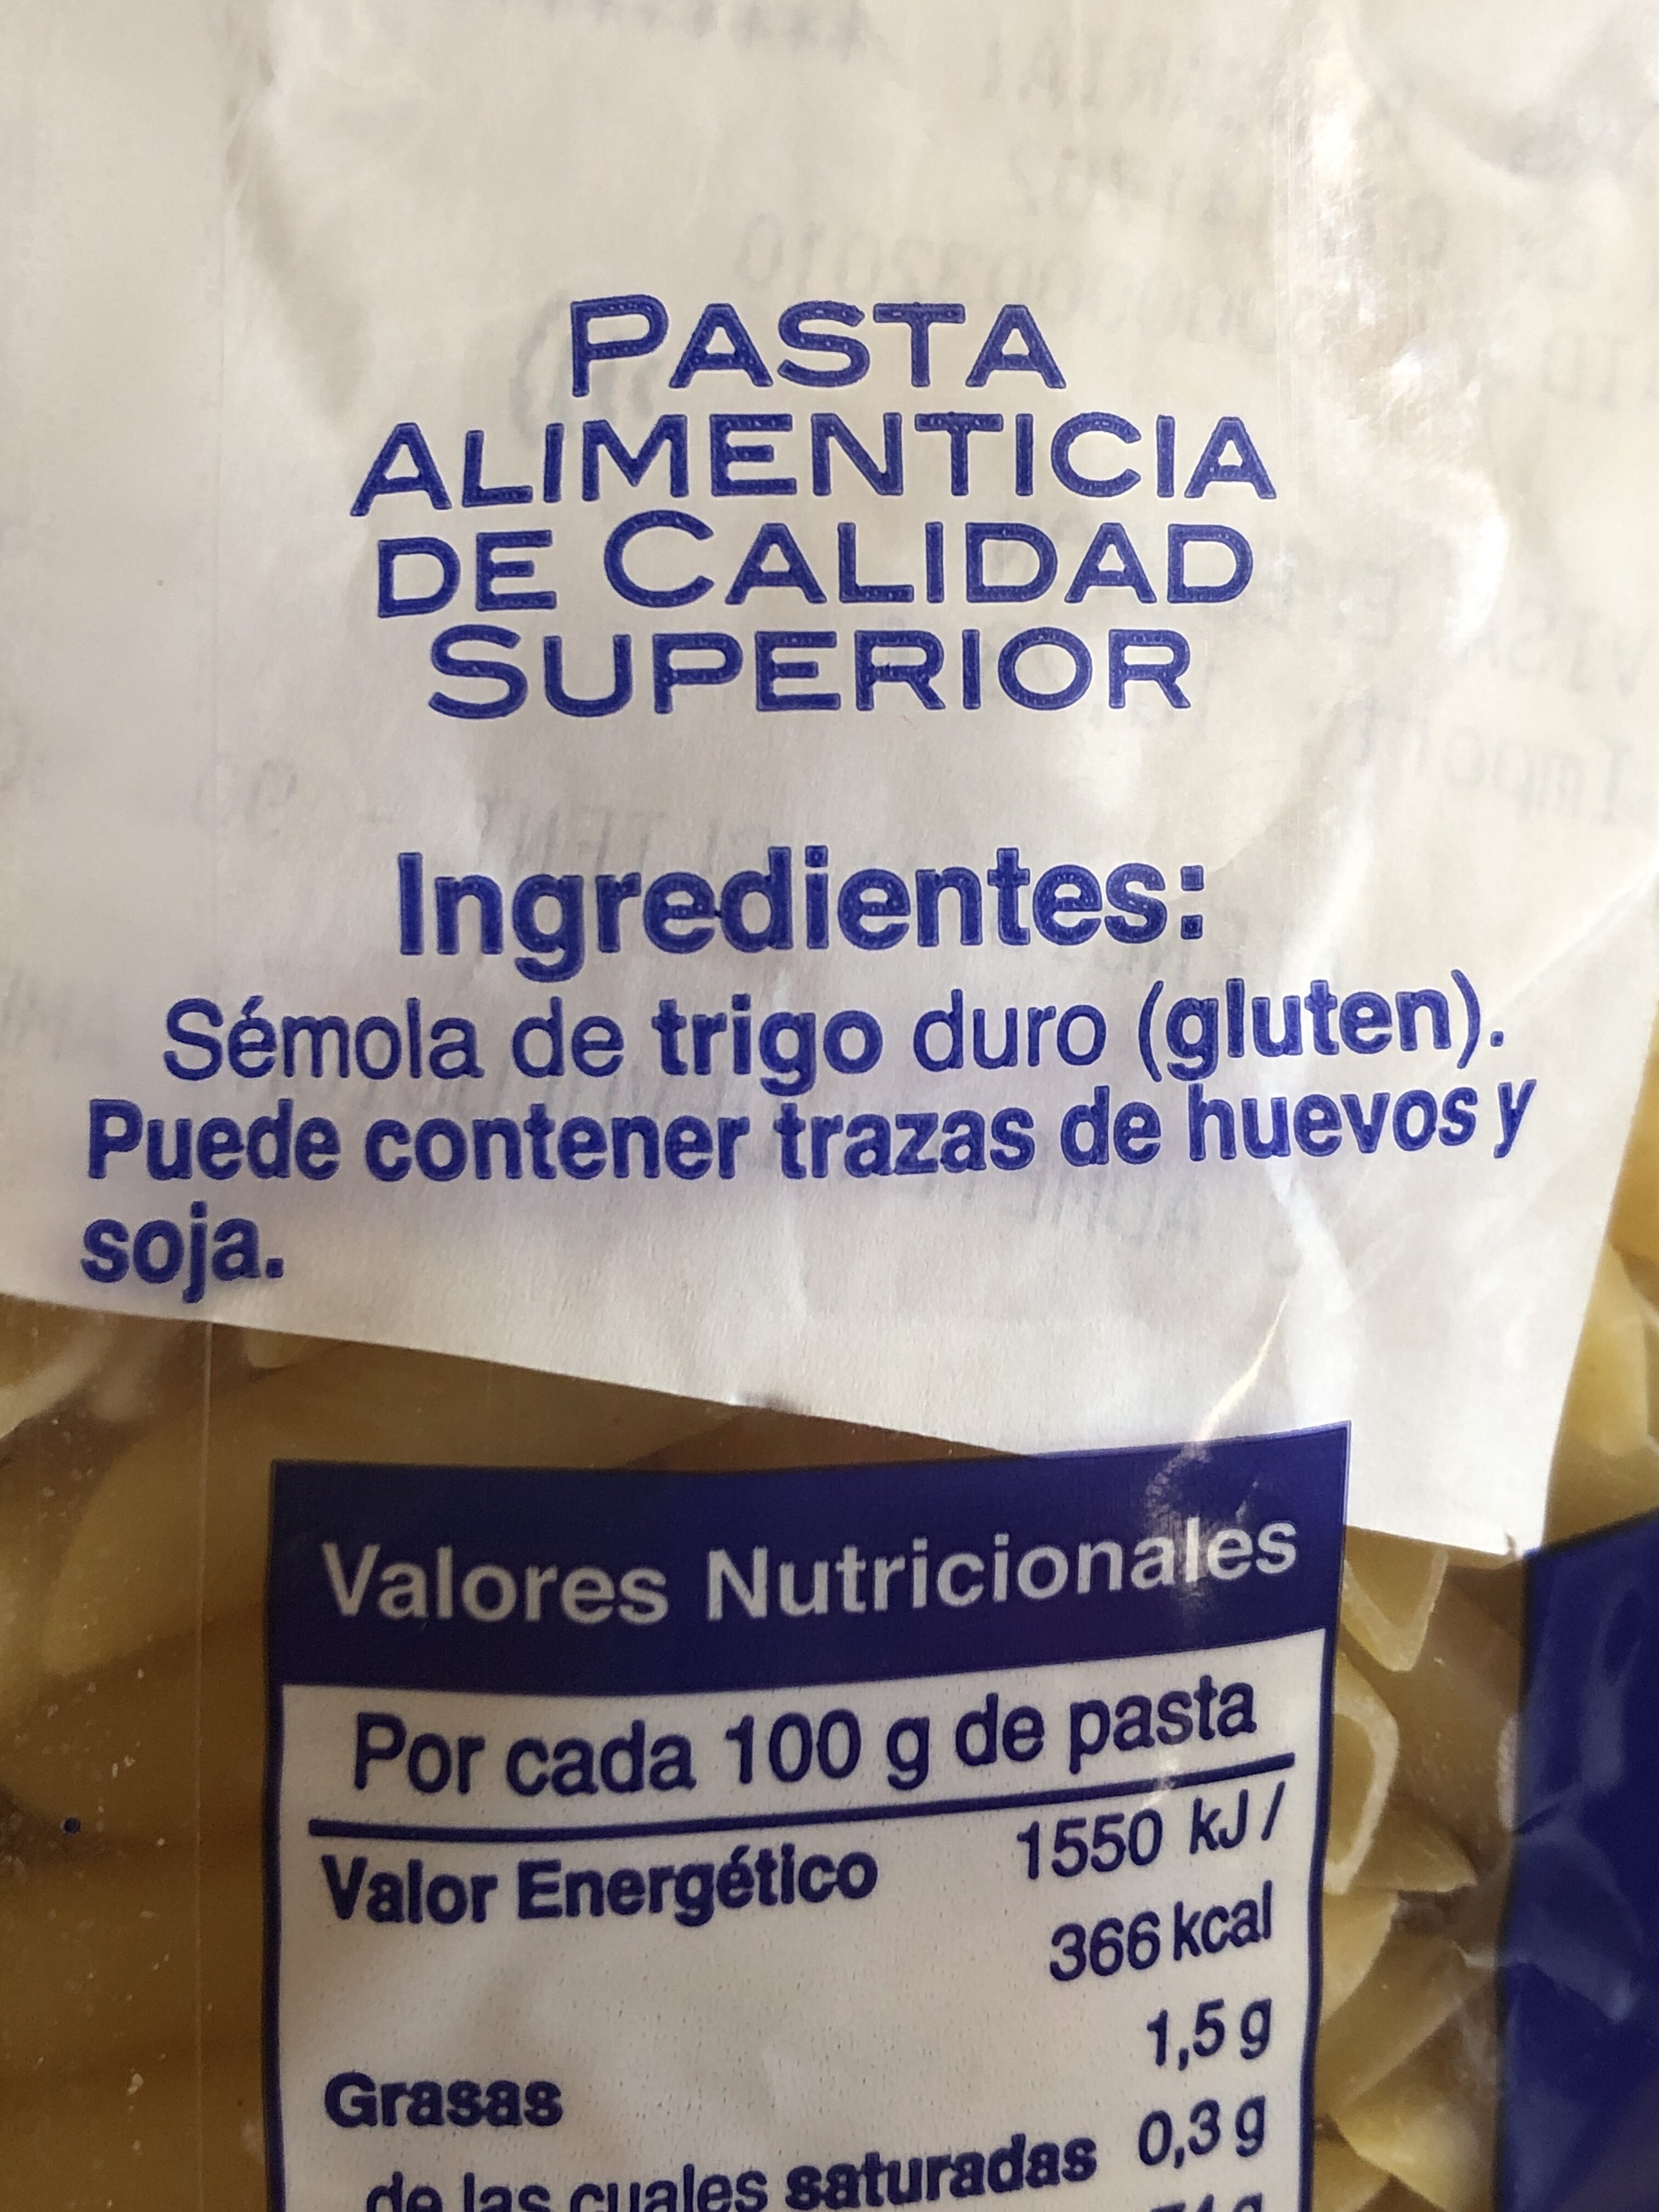 PASTA
ALIMENTICIA
DE CALIDAD
SUPERIOR
Ingredientes:
Sémola de trigo duro (gluten).
Puede contener trazas de huevos y
soja.
Valores Nutricionales
Por cada 100 g de pasta
Valor Energético 1550 kJ/
366 kcal
Grasas 1,5 g
de las cuales saturadas 0,3 g